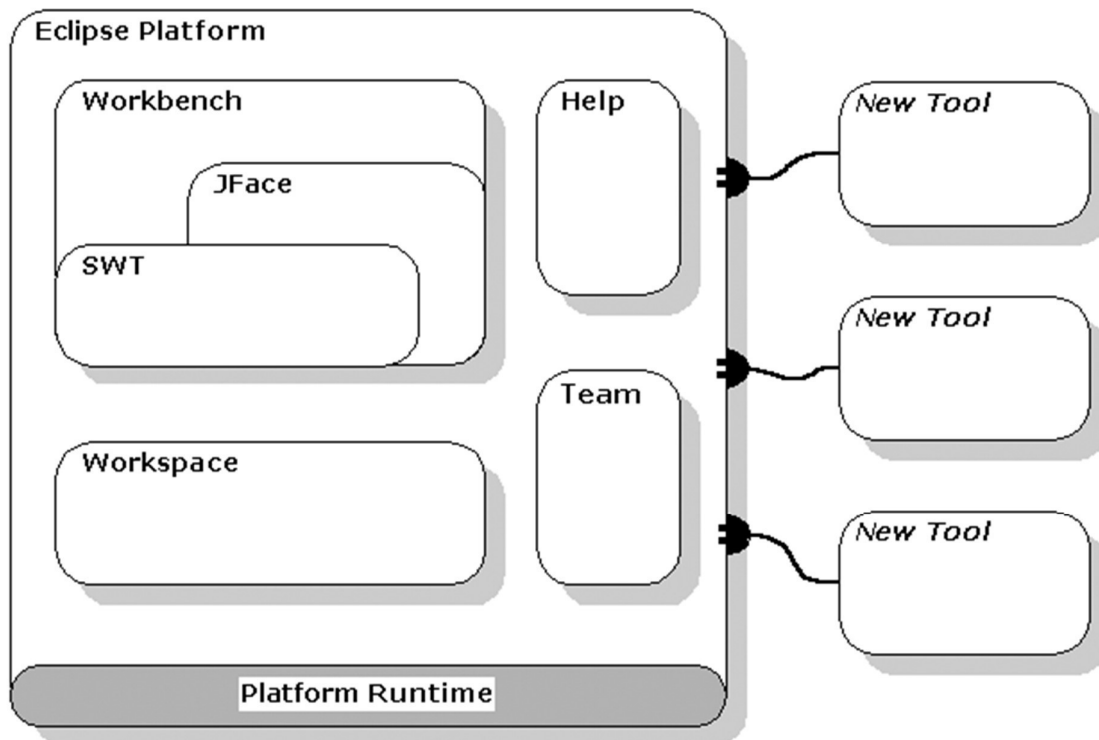 Eclipse Platform
Workbench
JFace
SWT
Workspace
Help
Team
Platform Runtime
New Tool
New Tool
New Tool